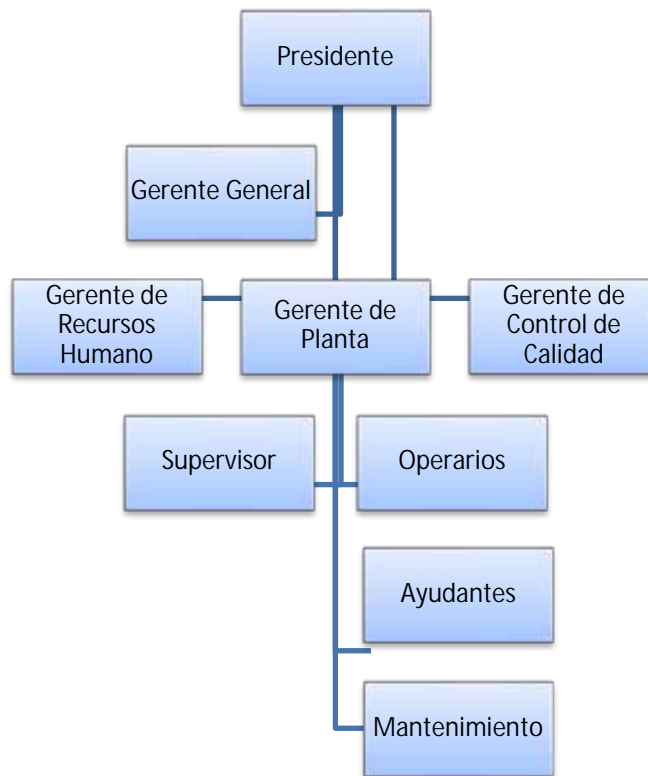 Presidente
Gerente General
Gerente de
Recursos
Humano
Gerente de
Planta
Gerente de
Control de
Calidad
Supervisor
Operarios
Ayudantes
Mantenimiento